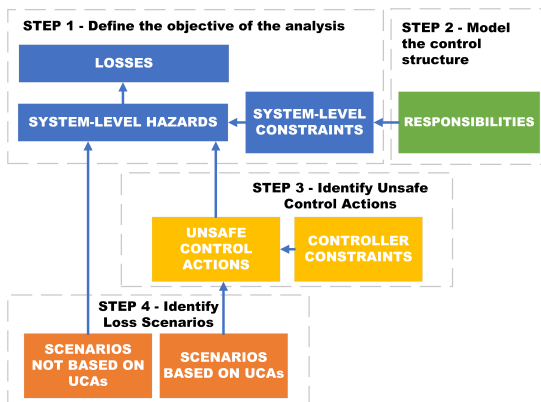 STEP 1 - Define the objective of the analysis
LOSSES
SYSTEM-LEVEL HAZARDS
SYSTEM-LEVEL
CONSTRAINTS
STEP 2 - Model
the control
structure
RESPONSIBILITIES
STEP 3 - Identify Unsafe
Control Actions
UNSAFE
CONTROL
ACTIONS
CONTROLLER
CONSTRAINTS
STEP 4 - Identify
Loss Scenarios
SCENARIOS
NOT BASED ON
UCAs
SCENARIOS
BASED ON UCAs